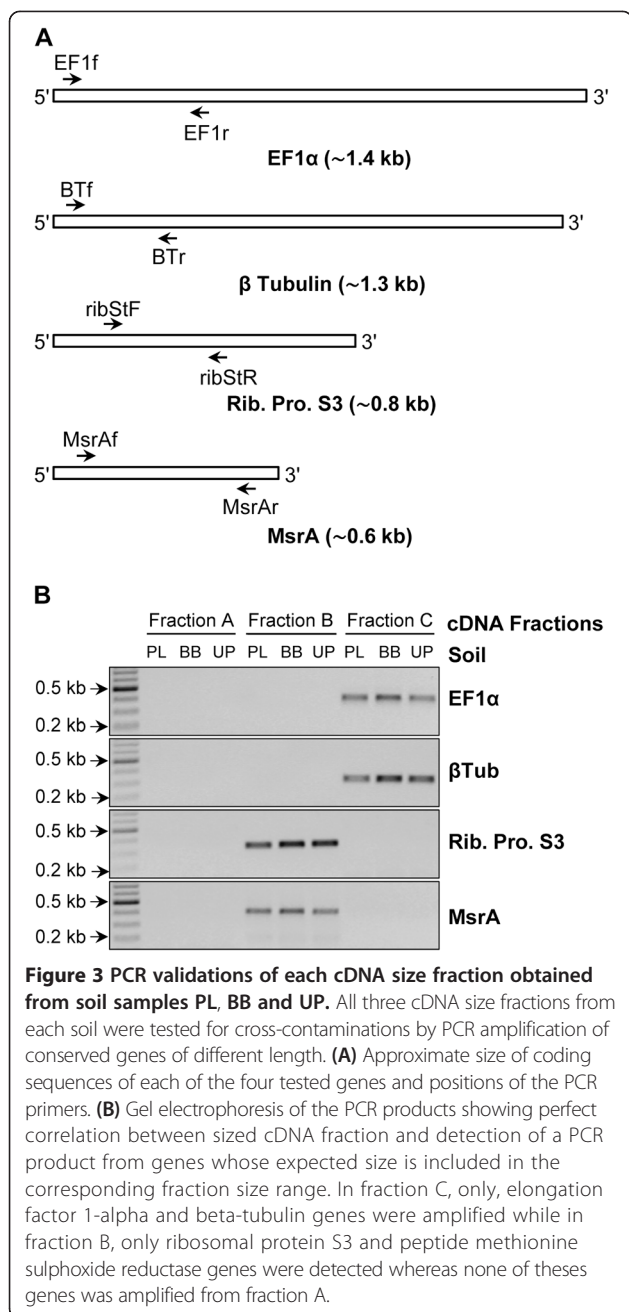 A
EF1f
5' 3'
EF1r
EF1α (~1.4 kb)
BTf
5' 3'
BTr
β Tubulin (~1.3 kb)
ribStF
5' 3'
ribStR
Rib. Pro. S3 (~0.8 kb)
MsrAf
5' 3'
MsrAr
MsrA (~0.6 kb)
B
Fraction A Fraction B Fraction C cDNA Fractions
PL BB UP PL BB UP PL BB UP Soil
0.5 kb EF1α
0.2 kb
0.5 kb βTub
0.2 kb
0.5 kb Rib. Pro. S3
0.2 kb
0.5 kb MsrA
0.2 kb
Figure 3 PCR validations of each cDNA size fraction obtained
from soil samples PL, BB and UP. All three cDNA size fractions from
each soil were tested for cross-contaminations by PCR amplification of
conserved genes of different length. (A) Approximate size of coding
sequences of each of the four tested genes and positions of the PCR
primers. (B) Gel electrophoresis of the PCR products showing perfect
correlation between sized cDNA fraction and detection of a PCR
product from genes whose expected size is included in the
corresponding fraction size range. In fraction C, only, elongation
factor 1-alpha and beta-tubulin genes were amplified while in
fraction B, only ribosomal protein S3 and peptide methionine
sulphoxide reductase genes were detected whereas none of theses
genes was amplified from fraction A.